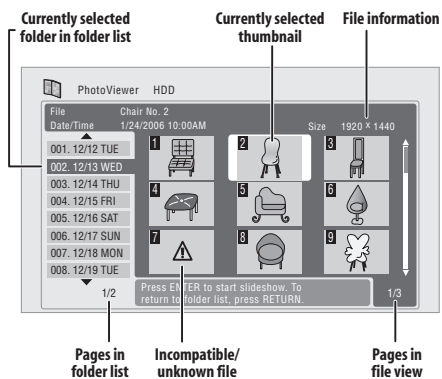 Currently selected
folder in folder list
Currently selected
thumbnail
File information
PhotoViewer HDD
File Chair No. 2
Date/Time 1/24/2006 10:00AM Size 1920 x 1440
001. 12/12 TUE
002. 12/13 WED
003. 12/14 THU
004. 12/15 FRI
005. 12/16 SAT
006. 12/17 SUN
007. 12/18 MON
008. 12/19 TUE
1 2 3
4 5 6
7 8 9
1/2
Press ENTER to start slideshow. To
return to folder list, press RETURN.
1/3
Pages in
folder list
Incompatible/
unknown file
Pages in
file view